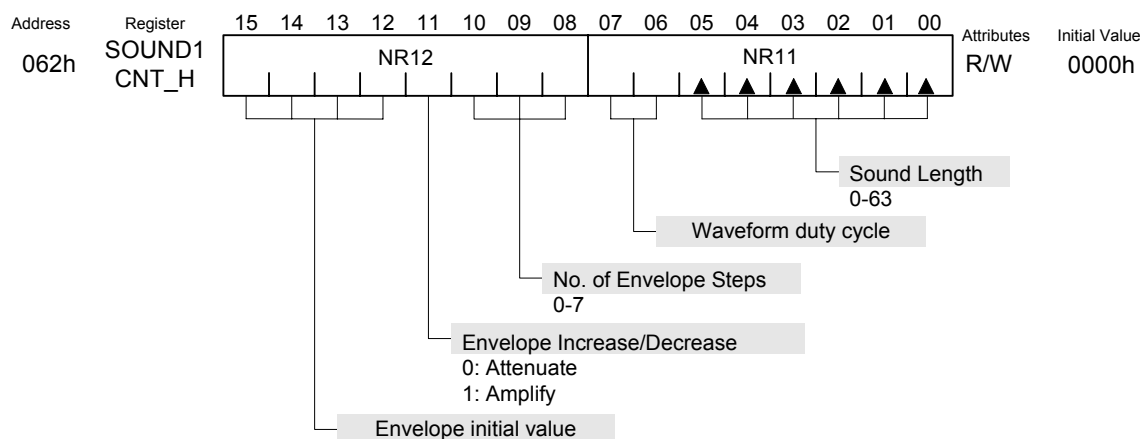 Address Register 15 14 13 12 11 10 09 08 07 06 05 04 03 02 01 00 Attributes Initial Value
062h SOUND1 CNT_H NR12 NR11 R/W 0000h
Sound Length
0-63
Waveform duty cycle
No. of Envelope Steps
0-7
Envelope Increase/Decrease
0: Attenuate
1: Amplify
Envelope initial value